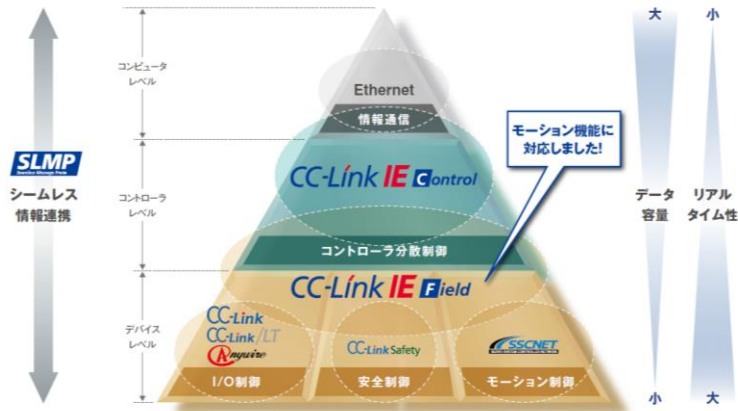 大
小
コンピュータ
レベル
Ethernet
情報通信
モーション機能に
対応しました!
SLMP
シームレス
情報連携
CC-Link IE Control
コントローラ
レベル
データ
容量
リアル
タイム性
コントローラ分散制御
CC-Link IE Field
デバイス
レベル
CC-Link
CC-Link/LT
Anywire
CC-Link Safety
SSCNET
I/O制御
安全制御
モーション制御
小
大